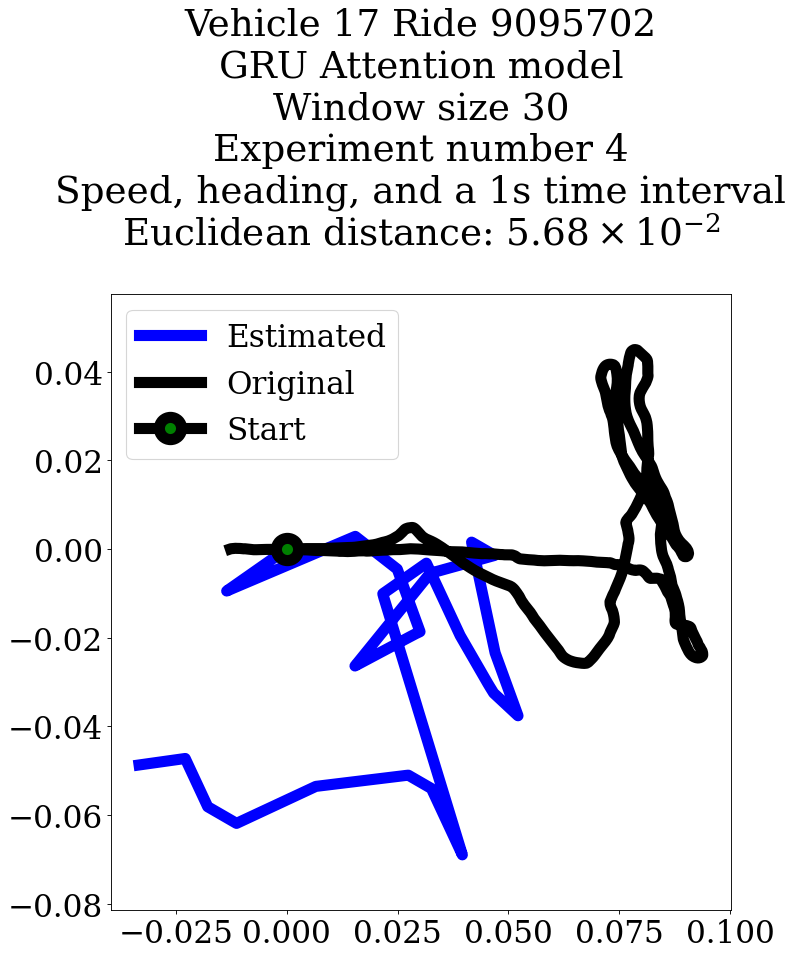 Vehicle 17 Ride 9095702
GRU Attention model
Window size 30
Experiment number 4
Speed, heading, and a 1s time interval
Euclidean distance: 5.68 × 10⁻²
Estimated
Original
Start
0.04
0.02
0.00
−0.02
−0.04
−0.06
−0.08
−0.025 0.000 0.025 0.050 0.075 0.100